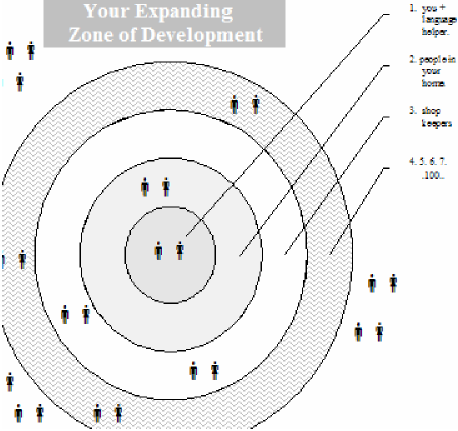 Your Expanding
Zone of Development
1. you +
language
helper.
2. people in
your
home
3. shop
keepers
4. 5. 6. 7.
.100..